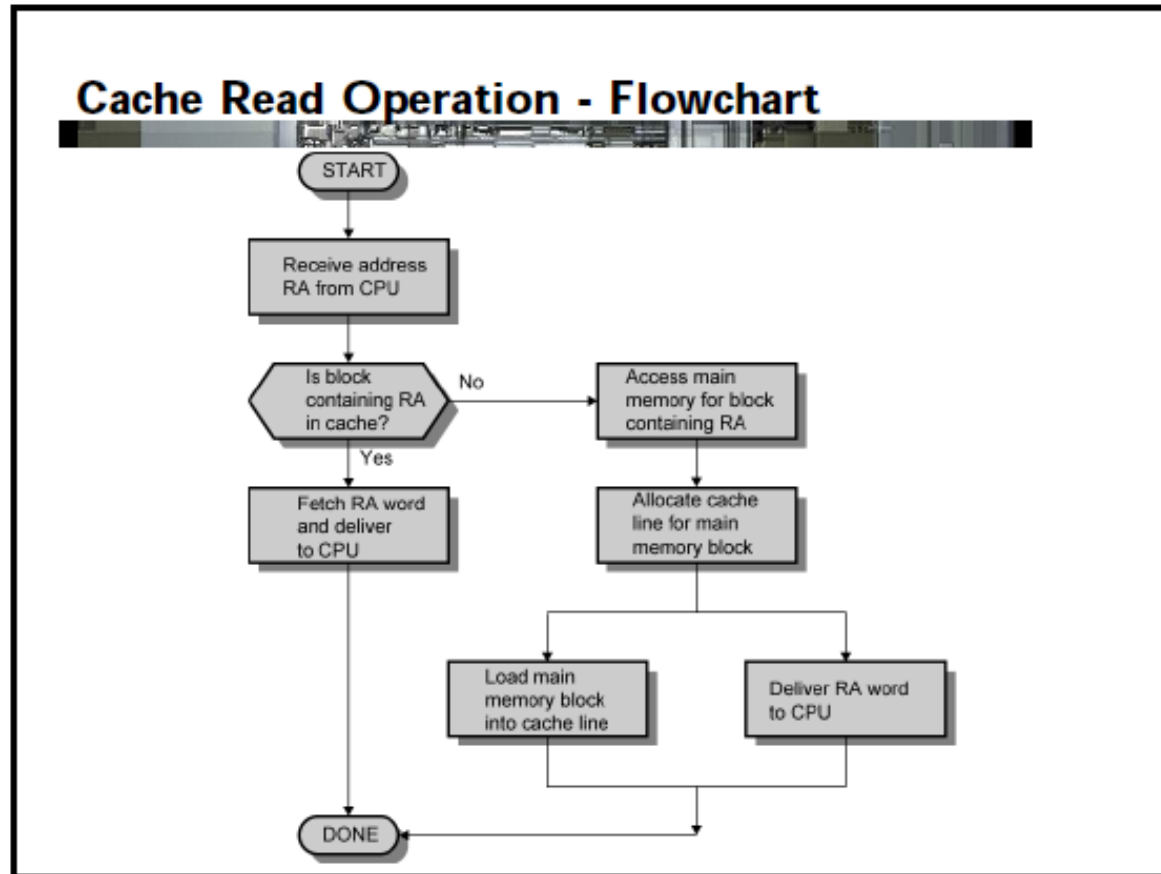 Cache Read Operation - Flowchart
START
Receive address
RA from CPU
Is block
containing RA
in cache?
No
Access main
memory for block
containing RA
Yes
Fetch RA word
and deliver
to CPU
Allocate cache
line for main
memory block
Load main
memory block
into cache line
Deliver RA word
to CPU
DONE